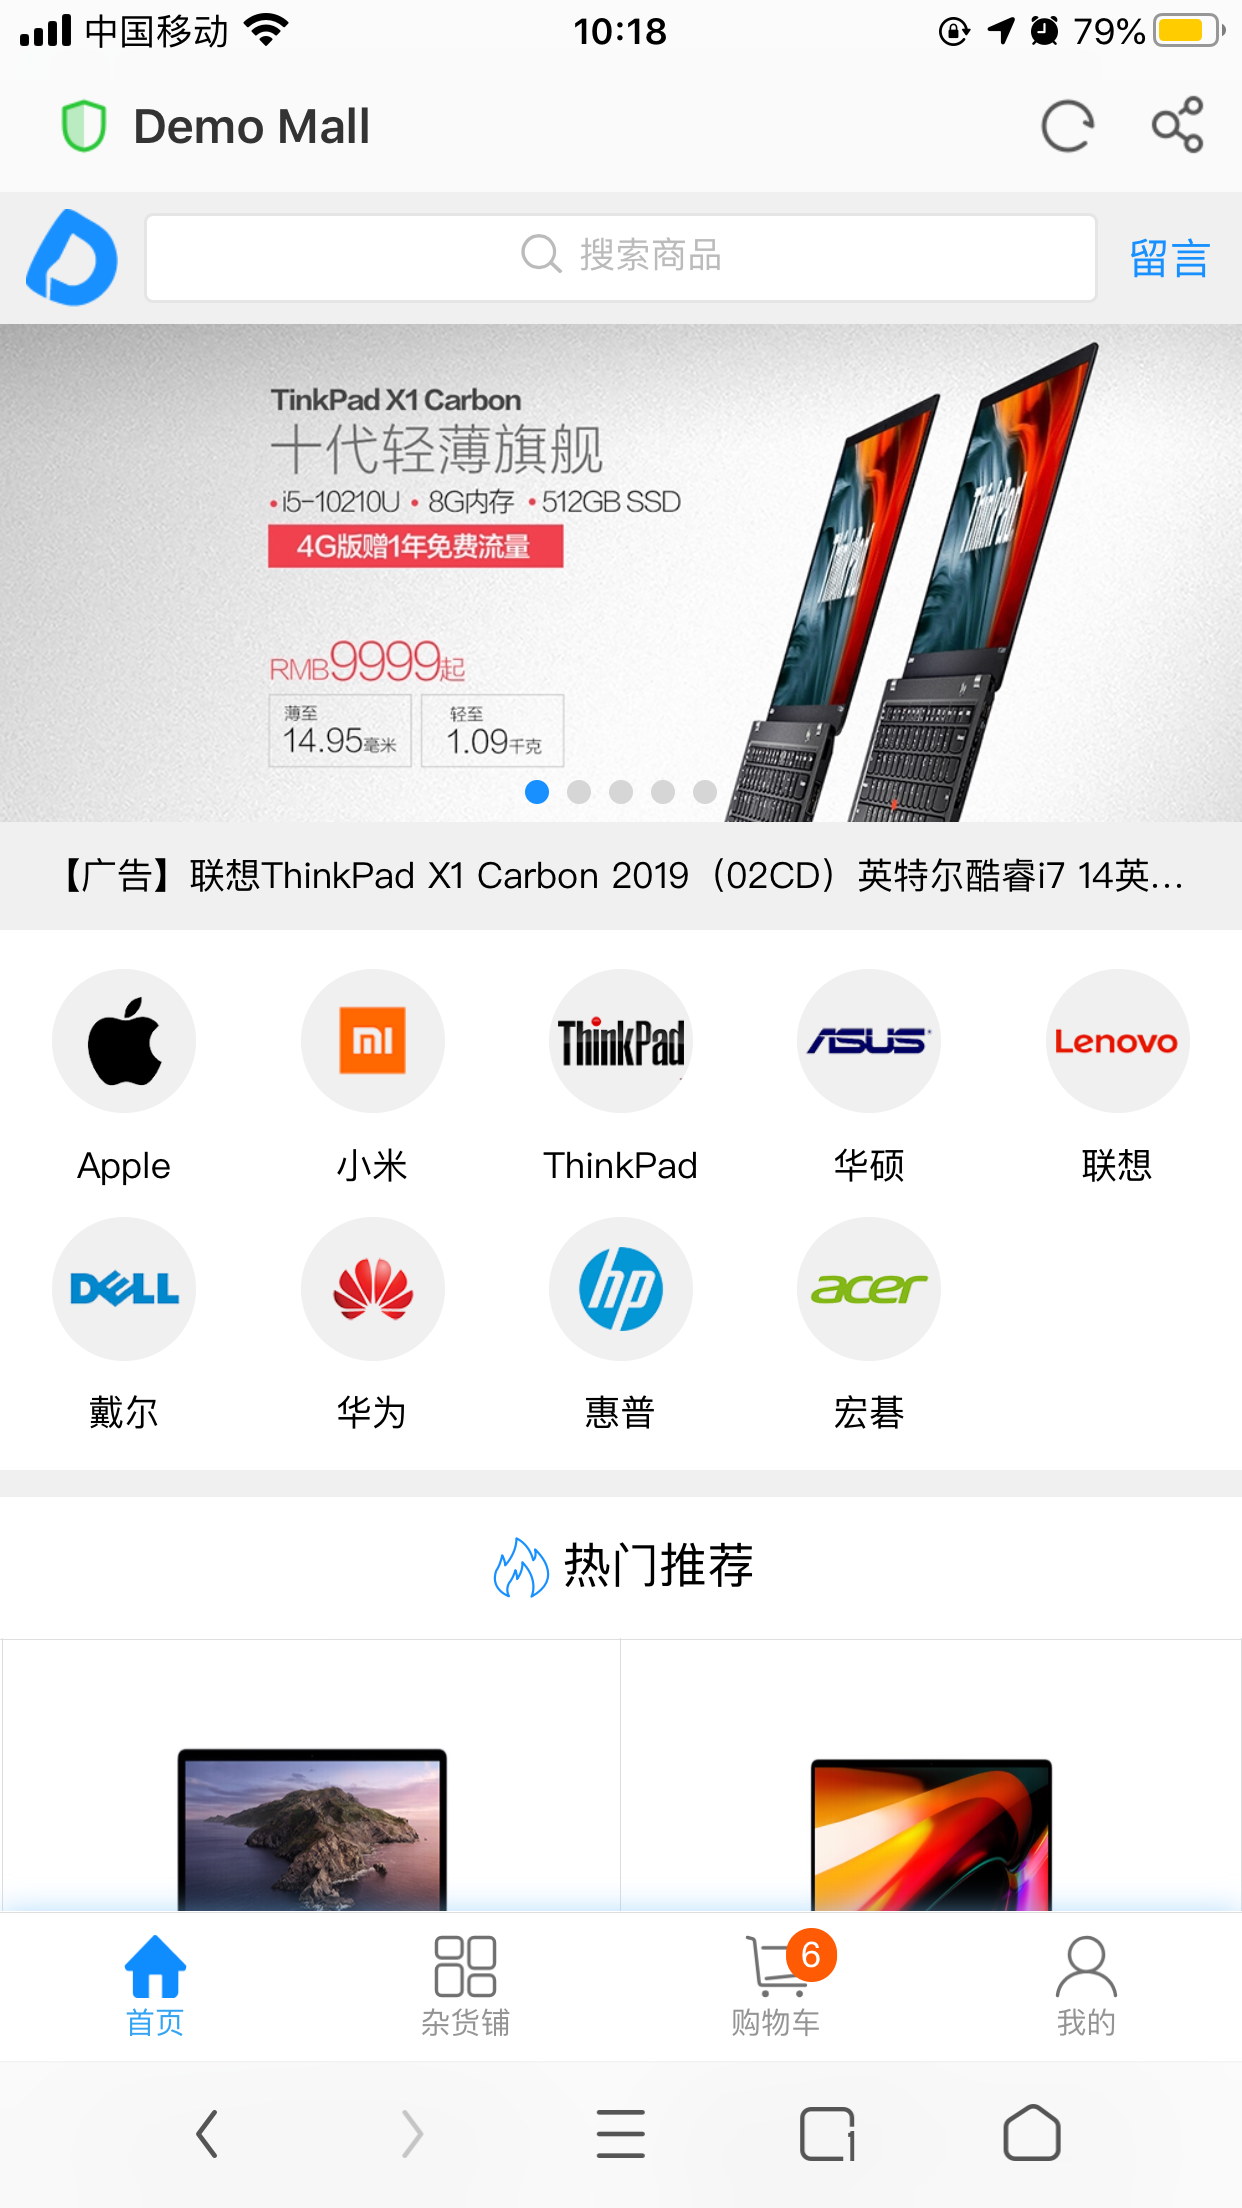 中国移动
10:18
79%
Demo Mall
搜索商品
留言
TinkPad X1 Carbon
十代轻薄旗舰
•i5-10210U •8G内存 •512GB SSD
4G版赠1年免费流量
RMB9999起
薄至
14.95毫米
轻至
1.09千克
ThinkPad
ThinkPad
【广告】联想ThinkPad X1 Carbon 2019（02CD）英特尔酷睿i7 14英...
mi
ThinkPad
ASUS
Lenovo
Apple
小米
ThinkPad
华硕
联想
DELL
hp
acer
戴尔
华为
惠普
宏碁
热门推荐
6
首页
杂货铺
购物车
我的
1